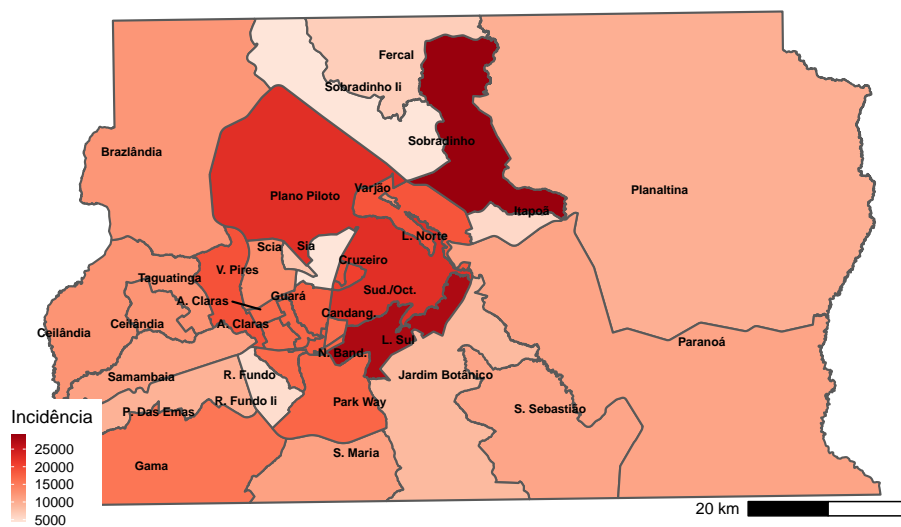 Fercal
Sobradinho Ii
Sobradinho
Brazlândia
Planaltina
Plano Piloto
Varjão
Itapoã
L. Norte
Scia
Sia
Cruzeiro
V. Pires
Taguatinga
Sud./Oct.
A. Claras
Guará
Candang.
Ceilândia
Ceilândia
A. Claras
L. Sul
Paranoá
N. Band.
Samambaia
R. Fundo
Jardim Botânico
R. Fundo Ii
Park Way
P. Das Emas
S. Sebastião
S. Maria
Gama
Incidência
25000
20000
15000
10000
5000
20 km